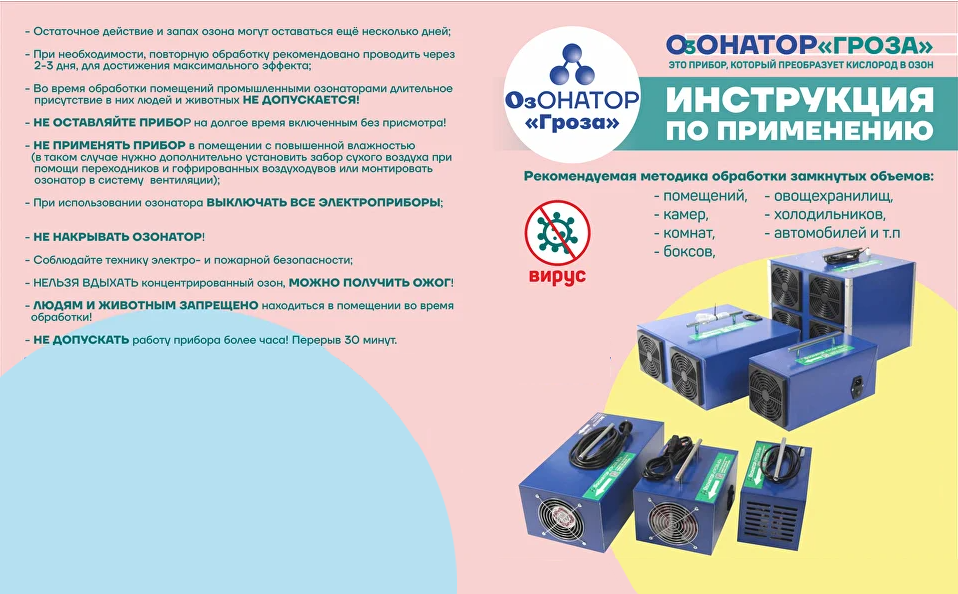 - Остаточное действие и запах озона могут оставаться ещё несколько дней;
- При необходимости, повторную обработку рекомендовано проводить через
2-3 дня, для достижения максимального эффекта;
- Во время обработки помещений промышленными озонаторами длительное
присутствие в них людей и животных НЕ ДОПУСКАЕТСЯ!
- НЕ ОСТАВЛЯЙТЕ ПРИБОР на долгое время включенным без присмотра!
- НЕ ПРИМЕНЯТЬ ПРИБОР в помещении с повышенной влажностью
(в таком случае нужно дополнительно установить забор сухого воздуха при
помощи переходников и гофрированных воздуходувов или монтировать
озонатор в систему вентиляции);
- При использовании озонатора ВЫКЛЮЧАТЬ ВСЕ ЭЛЕКТРОПРИБОРЫ;
- НЕ НАКРЫВАТЬ ОЗОНАТОР!
- Соблюдайте технику электро- и пожарной безопасности;
- НЕЛЬЗЯ ВДЫХАТЬ концентрированный озон, МОЖНО ПОЛУЧИТЬ ОЖОГ!
- ЛЮДЯМ И ЖИВОТНЫМ ЗАПРЕЩЕНО находиться в помещении во время
обработки!
- НЕ ДОПУСКАТЬ работу прибора более часа! Перерыв 30 минут.
ОзОНАТОР
«Гроза»
ОзОНАТОР«ГРОЗА»
ЭТО ПРИБОР, КОТОРЫЙ ПРЕОБРАЗУЕТ КИСЛОРОД В ОЗОН
ИНСТРУКЦИЯ
ПО ПРИМЕНЕНИЮ
Рекомендуемая методика обработки замкнутых объемов:
- помещений,
- камер,
- комнат,
- боксов,
- овощехранилищ,
- холодильников,
- автомобилей и т.п
вирус